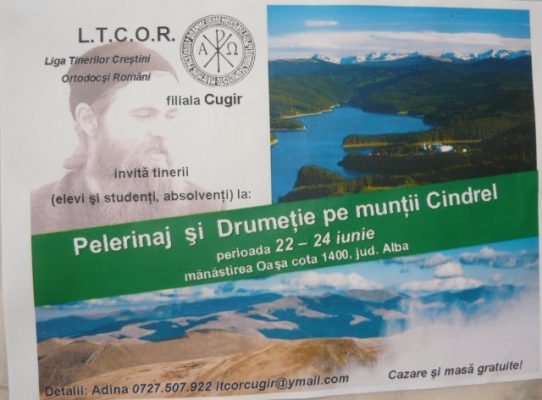 L.T.C.O.R.
Liga Tinerilor Creştini
Ortodocşi Români
Α Ω
filiala Cugir
invită tinerii
(elevi şi studenţi, absolvenţi) la:
Pelerinaj şi Drumeţie pe munţii Cindrel
perioada 22 – 24 iunie
mănăstirea Oaşa cota 1400, jud. Alba
Detalii: Adina 0727.507.922 ltcorcugir@ymail.com
Cazare şi masă gratuite!